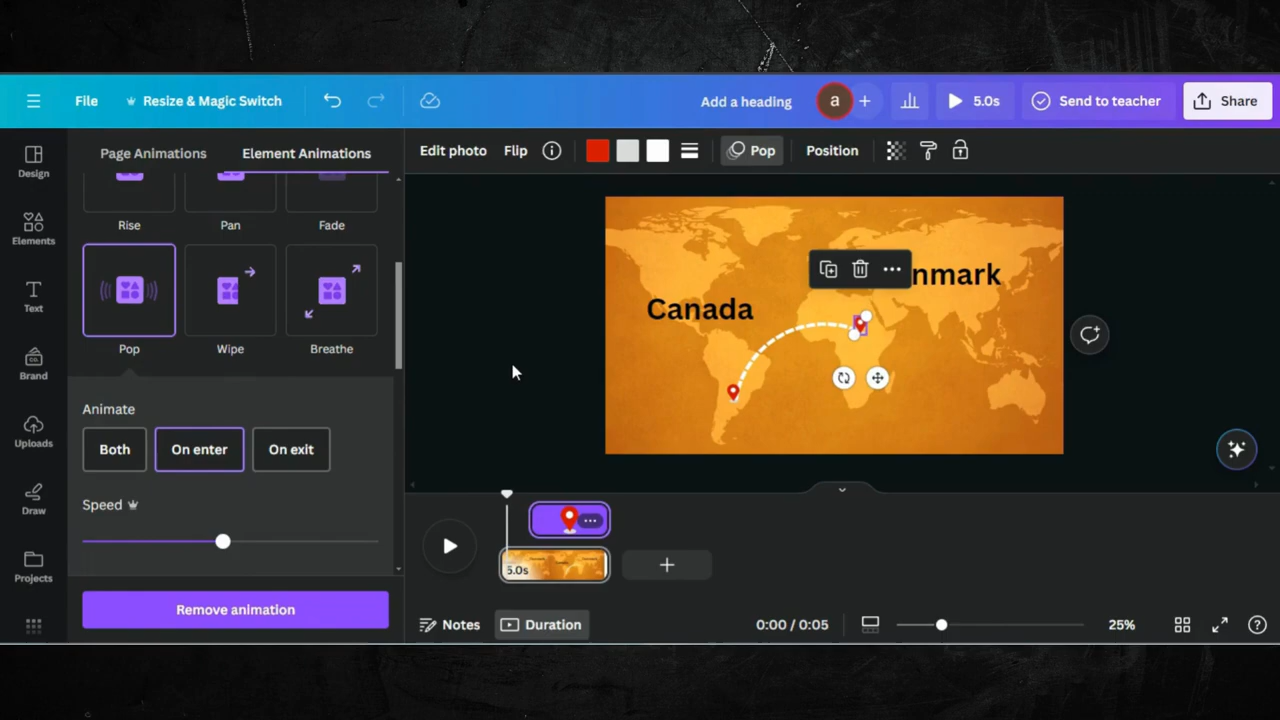 File
Resize & Magic Switch
Add a heading
a
5.0s
Send to teacher
Share
Design
Elements
Text
Brand
Uploads
Draw
Projects
Page Animations
Element Animations
Rise
Pan
Fade
Pop
Wipe
Breathe
Animate
Both
On enter
On exit
Speed
Remove animation
Edit photo
Flip
Pop
Position
Canada
nmark
5.0s
Notes
Duration
0:00 / 0:05
25%